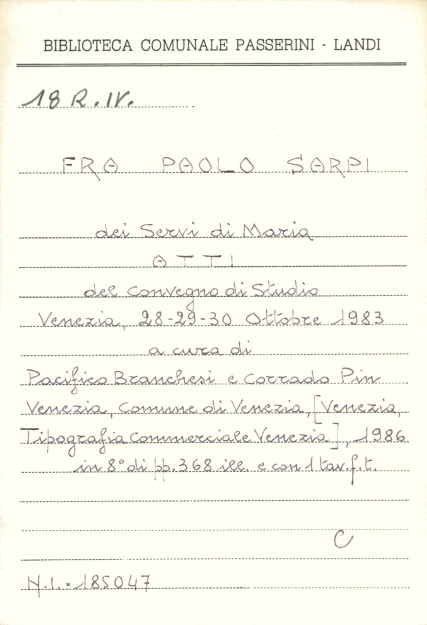 BIBLIOTECA COMUNALE PASSERINI - LANDI
18 R.IV.
FRA PAOLO SARPI
dei Servi di Maria
ATTI
del convegno di Studio
Venezia, 28-29-30 Ottobre 1983
a cura di
Pacifico Branchesi e Corrado Pin
Venezia, comune di Venezia, [Venezia,
Tipografia Commerciale Venezia], 1986
in 8° di pp. 368 ill. e con 1 tav. f. t.
C
N.I. = 185047